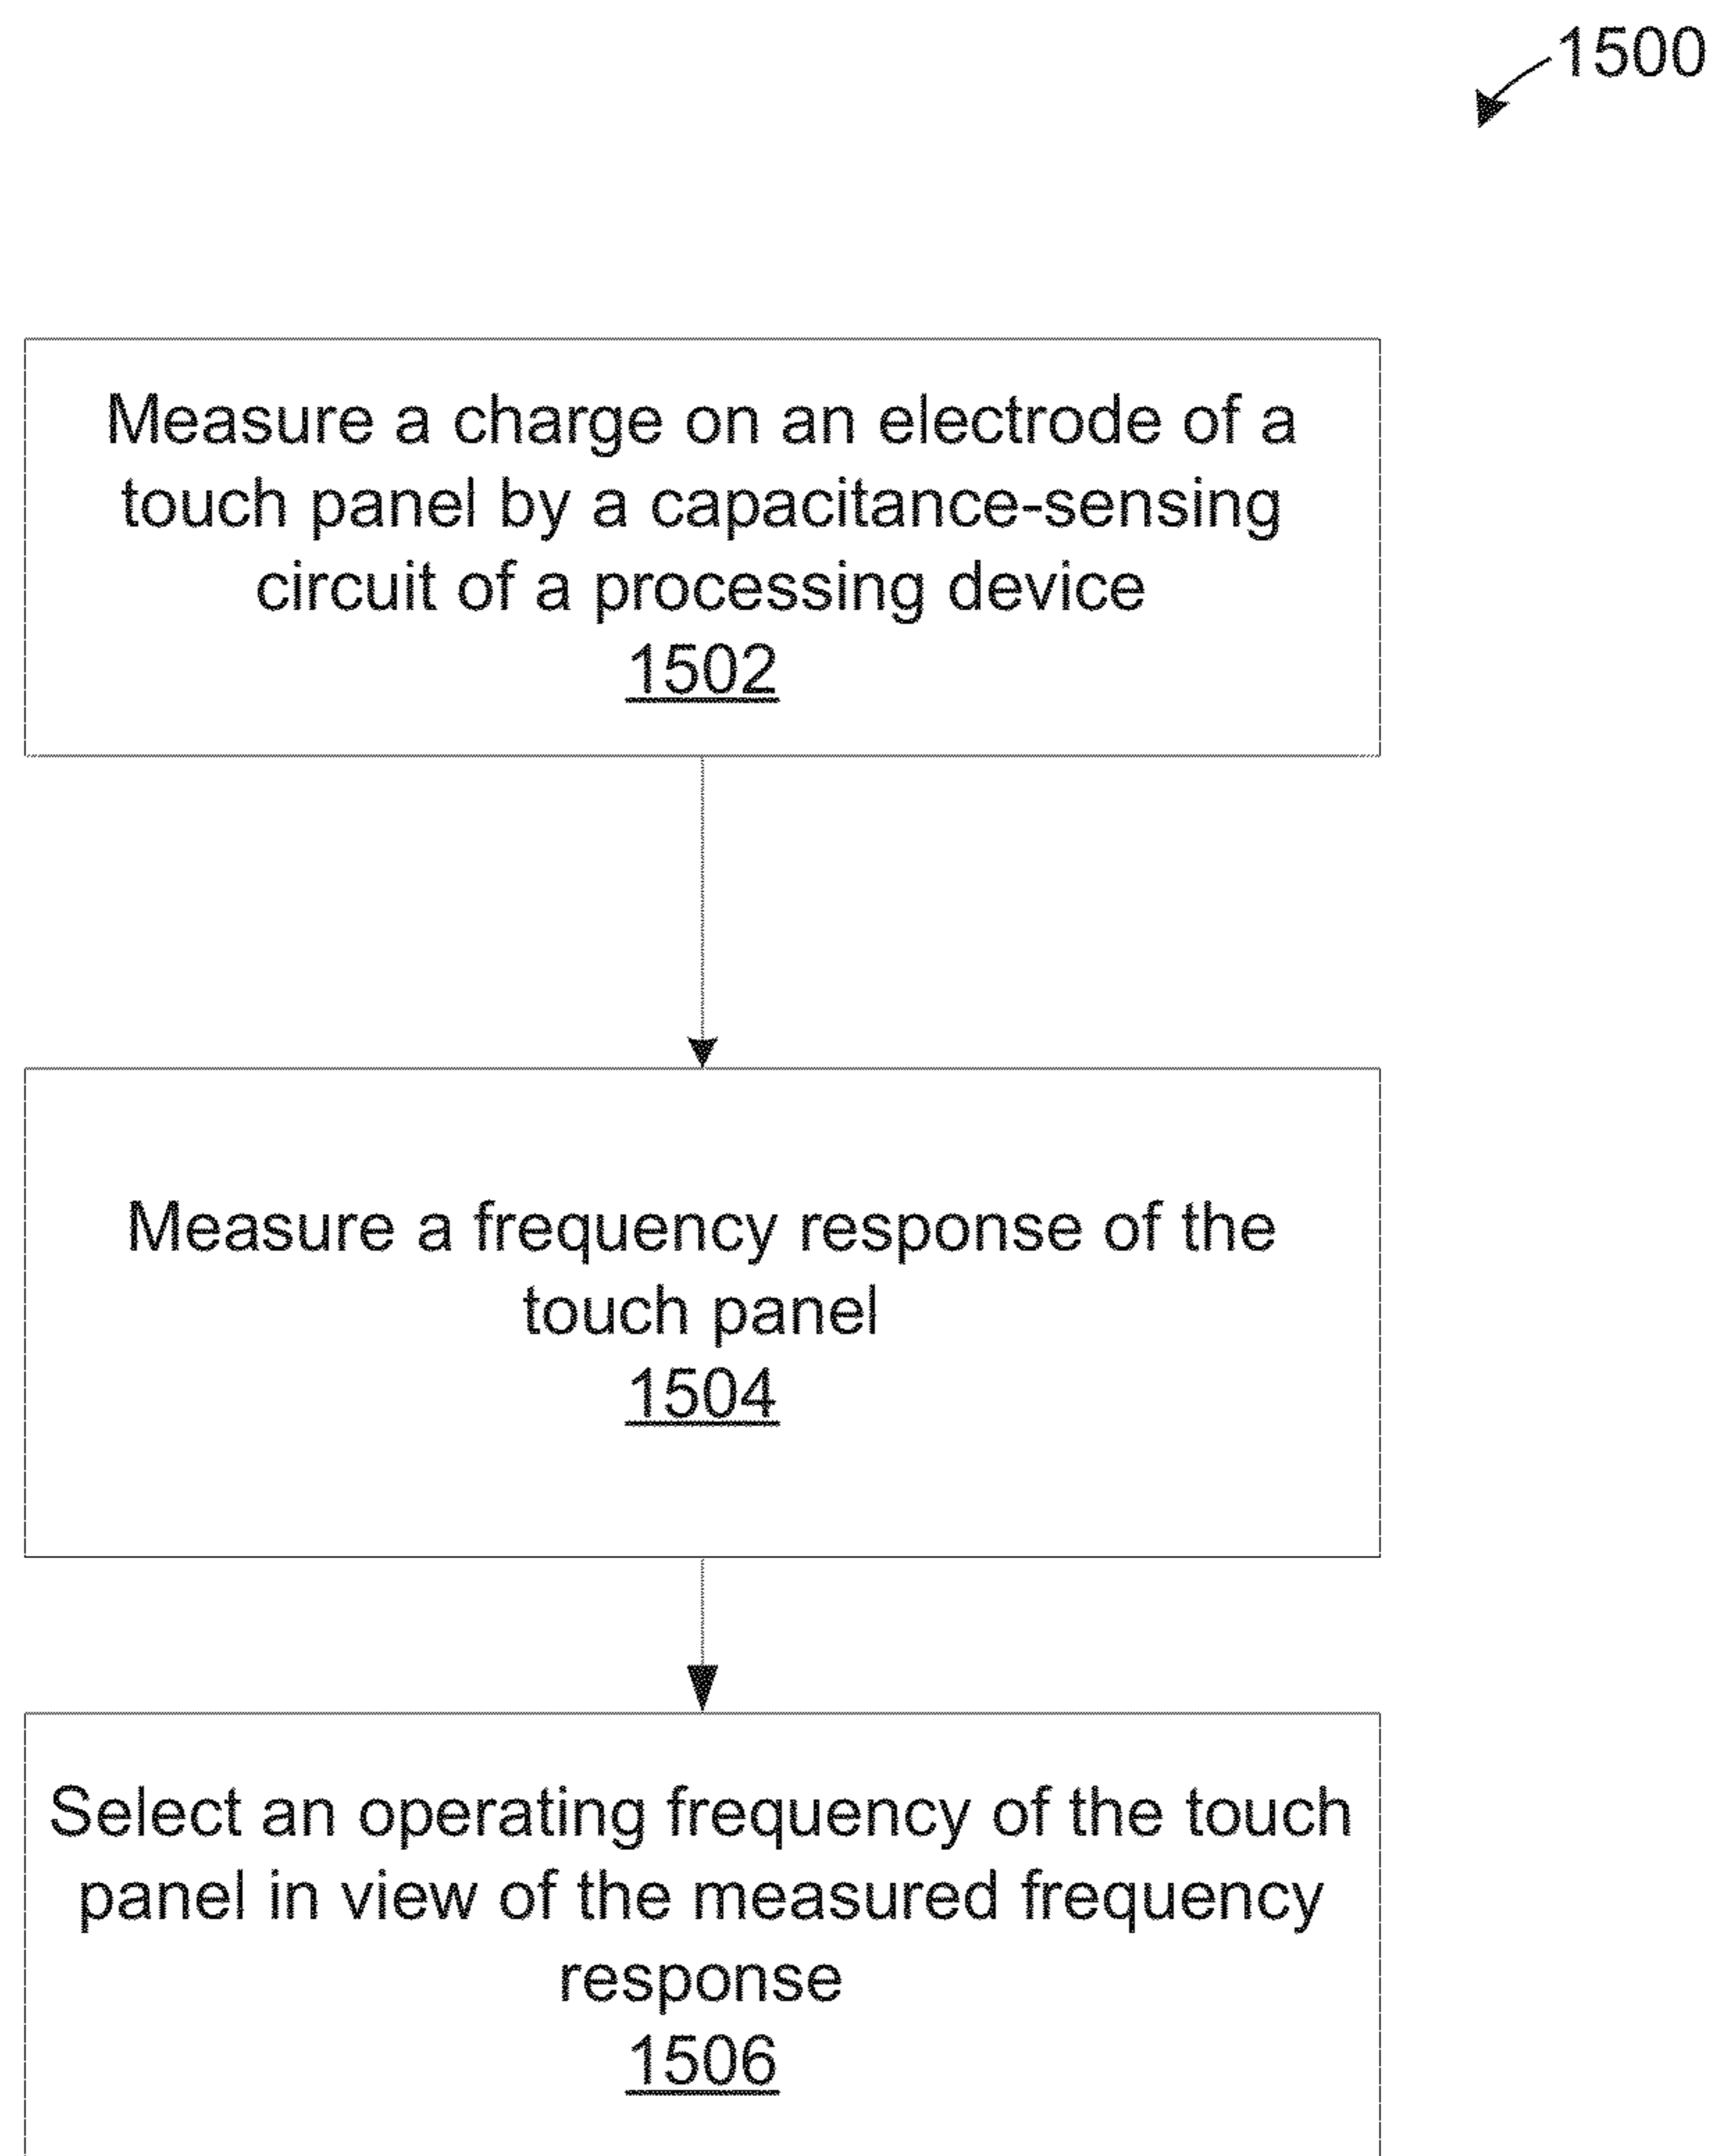 1500
Measure a charge on an electrode of a
touch panel by a capacitance-sensing
circuit of a processing device
1502
Measure a frequency response of the
touch panel
1504
Select an operating frequency of the touch
panel in view of the measured frequency
response
1506